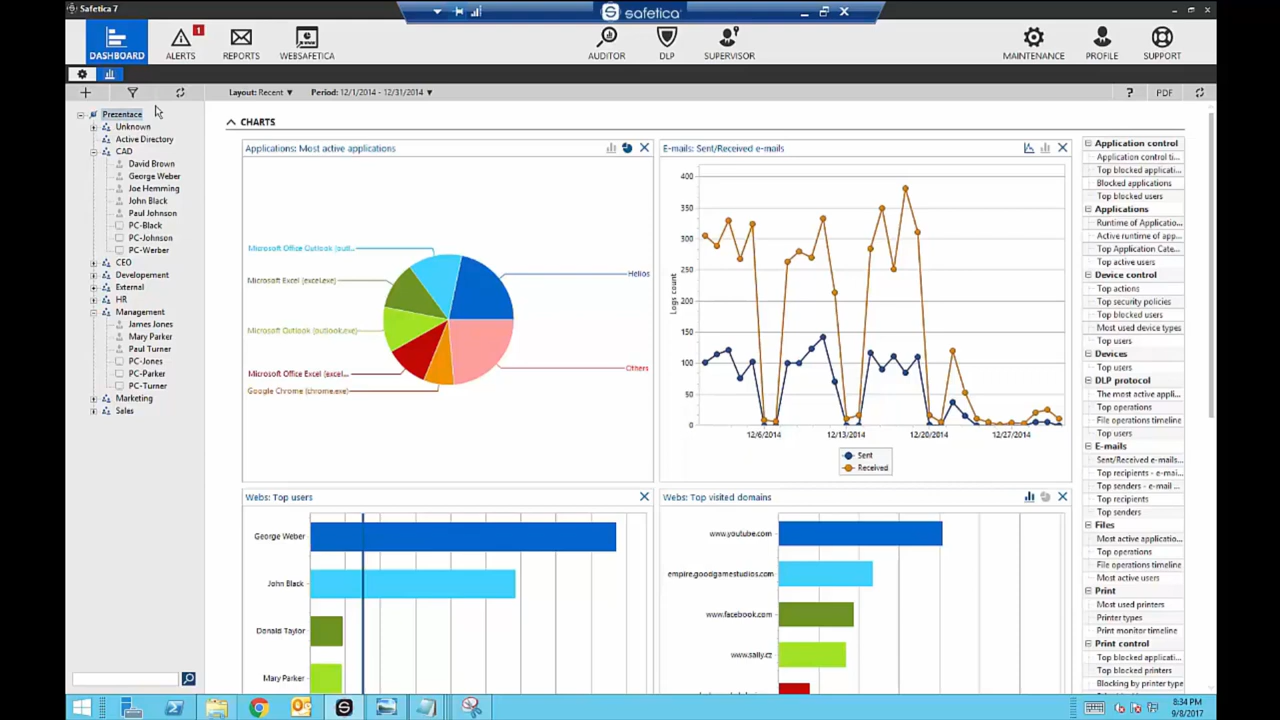 Safetica 7
safetica
DASHBOARD
ALERTS
1
REPORTS
WEBSAFETICA
AUDITOR
DLP
SUPERVISOR
MAINTENANCE
PROFILE
SUPPORT
Layout: Recent
Period: 12/1/2014 - 12/31/2014
?
PDF
Prezentace
Unknown
Active Directory
CAD
David Brown
George Weber
Joe Hemming
John Black
Paul Johnson
PC-Black
PC-Johnson
PC-Werber
CEO
Developement
External
HR
Management
James Jones
Mary Parker
Paul Turner
PC-Jones
PC-Parker
PC-Turner
Marketing
Sales
CHARTS
Applications: Most active applications
Microsoft Office Outlook (outl...
Microsoft Excel (excel.exe)
Microsoft Outlook (outlook.exe)
Microsoft Office Excel (excel...
Google Chrome (chrome.exe)
Helios
Others
E-mails: Sent/Received e-mails
Logs count
400
350
300
250
200
150
100
50
0
12/6/2014
12/13/2014
12/20/2014
12/27/2014
Sent
Received
Webs: Top users
George Weber
John Black
Donald Taylor
Mary Parker
Webs: Top visited domains
www.youtube.com
empire.goodgamestudios.com
www.facebook.com
www.sally.cz
Application control
Application control ti...
Top blocked applicati...
Blocked applications
Top blocked users
Applications
Runtime of Applicatio...
Active runtime of app...
Top Application Cate...
Top active users
Device control
Top actions
Top security policies
Top blocked users
Most used device types
Top users
Devices
Top users
DLP protocol
The most active appli...
Top operations
File operations timeline
Top users
E-mails
Sent/Received e-mails...
Top recipients - e-mai...
Top senders - e-mail ...
Top recipients
Top senders
Files
Most active applicatio...
Top operations
File operations timeline
Most active users
Print
Most used printers
Printer types
Print monitor timeline
Print control
Top blocked applicati...
Top blocked printers
Blocking by printer type
8:34 PM
9/8/2017